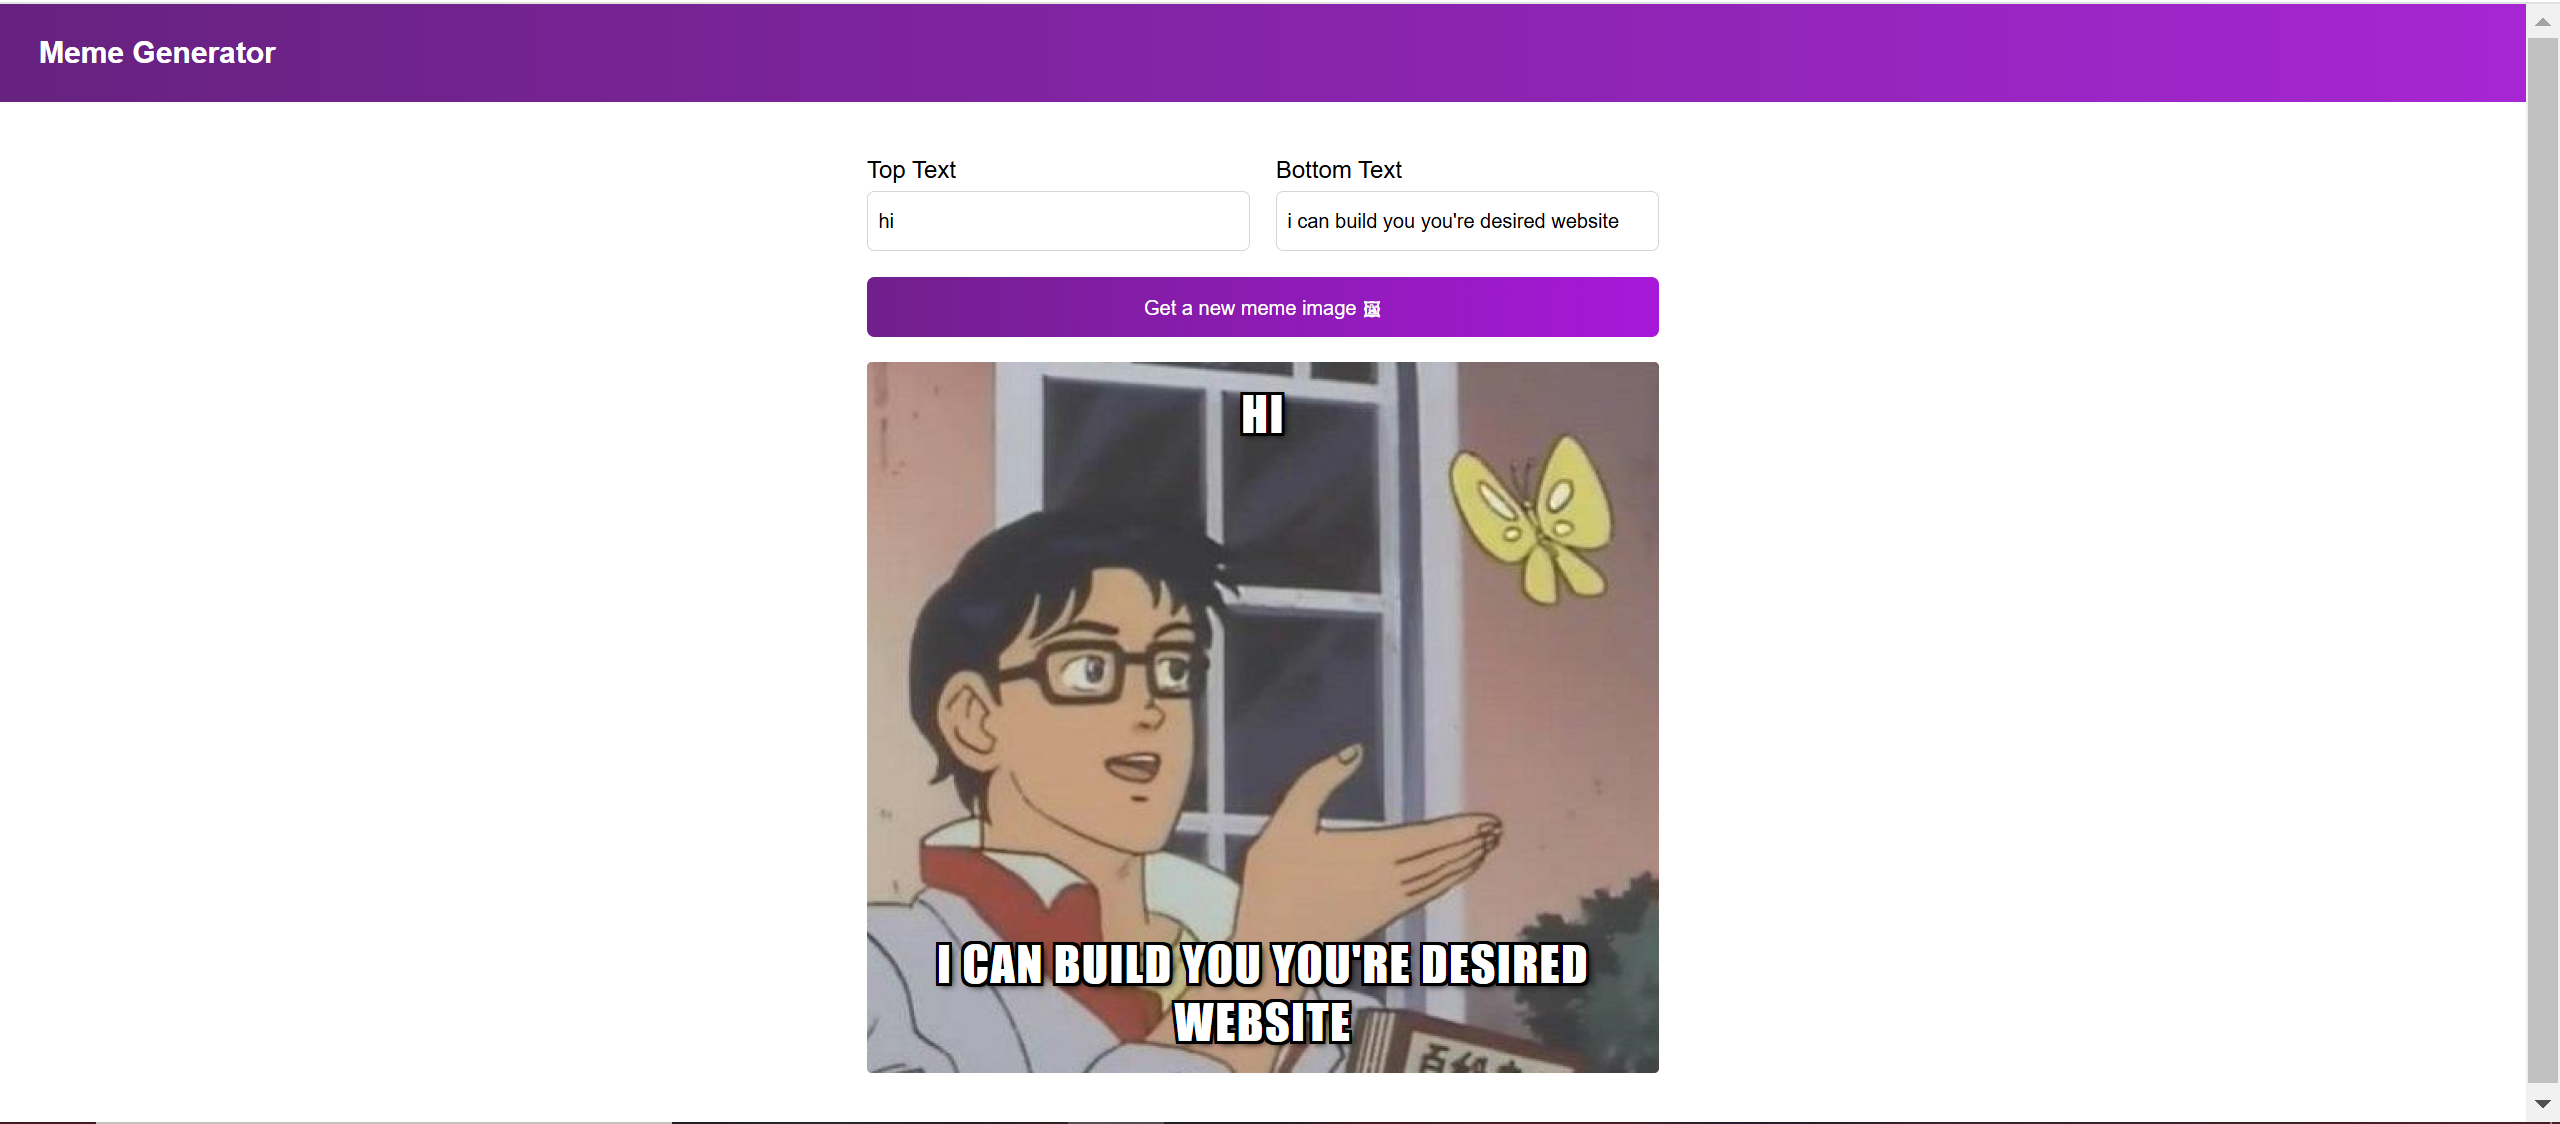 Meme Generator
Top Text
Bottom Text
hi
i can build you you're desired website
Get a new meme image 🖼
HI
I CAN BUILD YOU YOU'RE DESIRED
WEBSITE